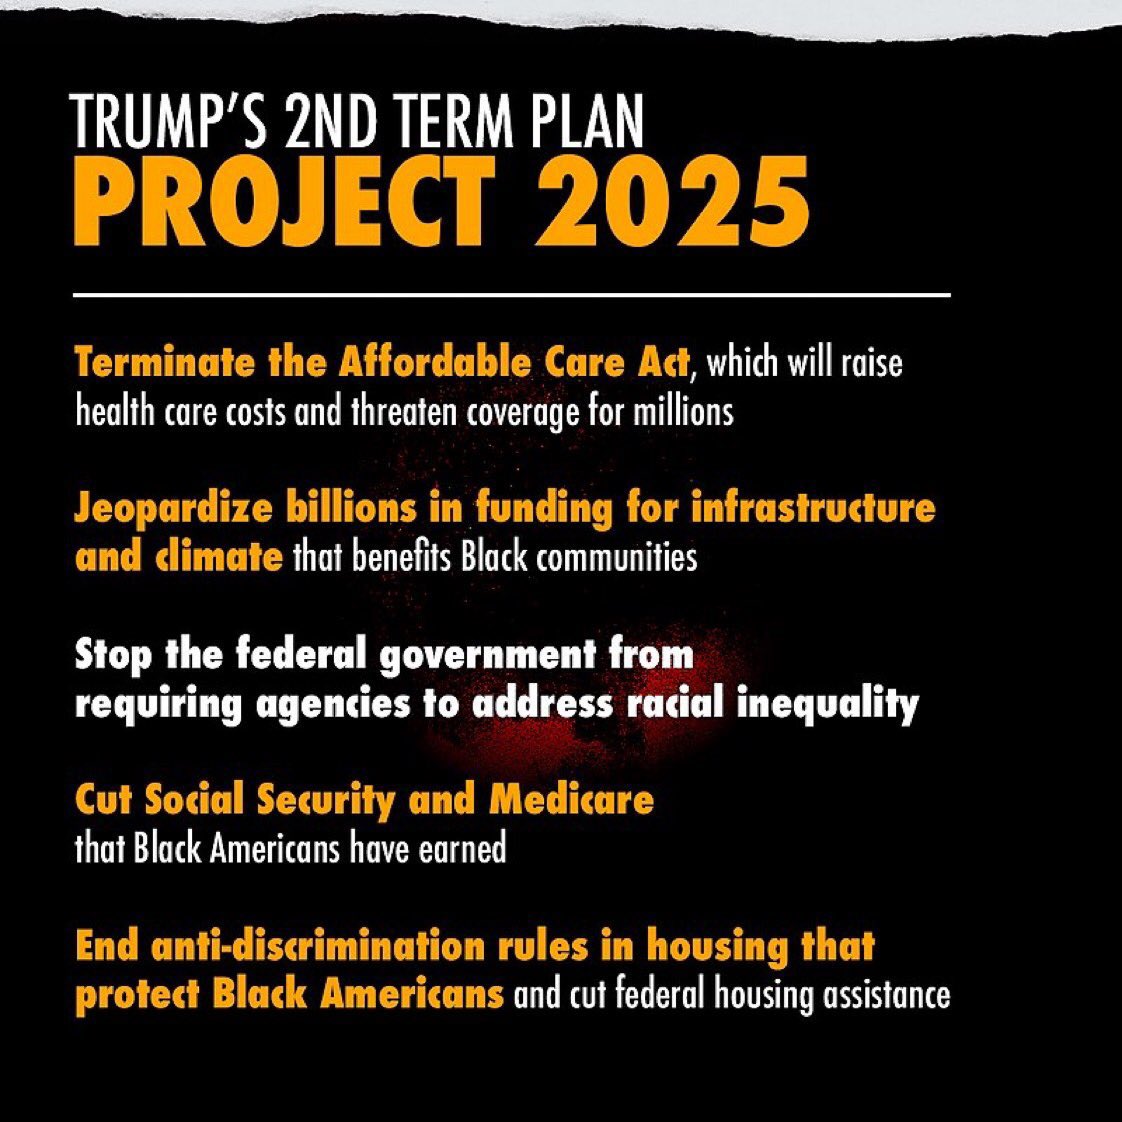 TRUMP'S 2ND TERM PLAN
PROJECT 2025
Terminate the Affordable Care Act, which will raise
health care costs and threaten coverage for millions
Jeopardize billions in funding for infrastructure
and climate that benefits Black communities
Stop the federal government from
requiring agencies to address racial inequality
Cut Social Security and Medicare
that Black Americans have earned
End anti-discrimination rules in housing that
protect Black Americans and cut federal housing assistance